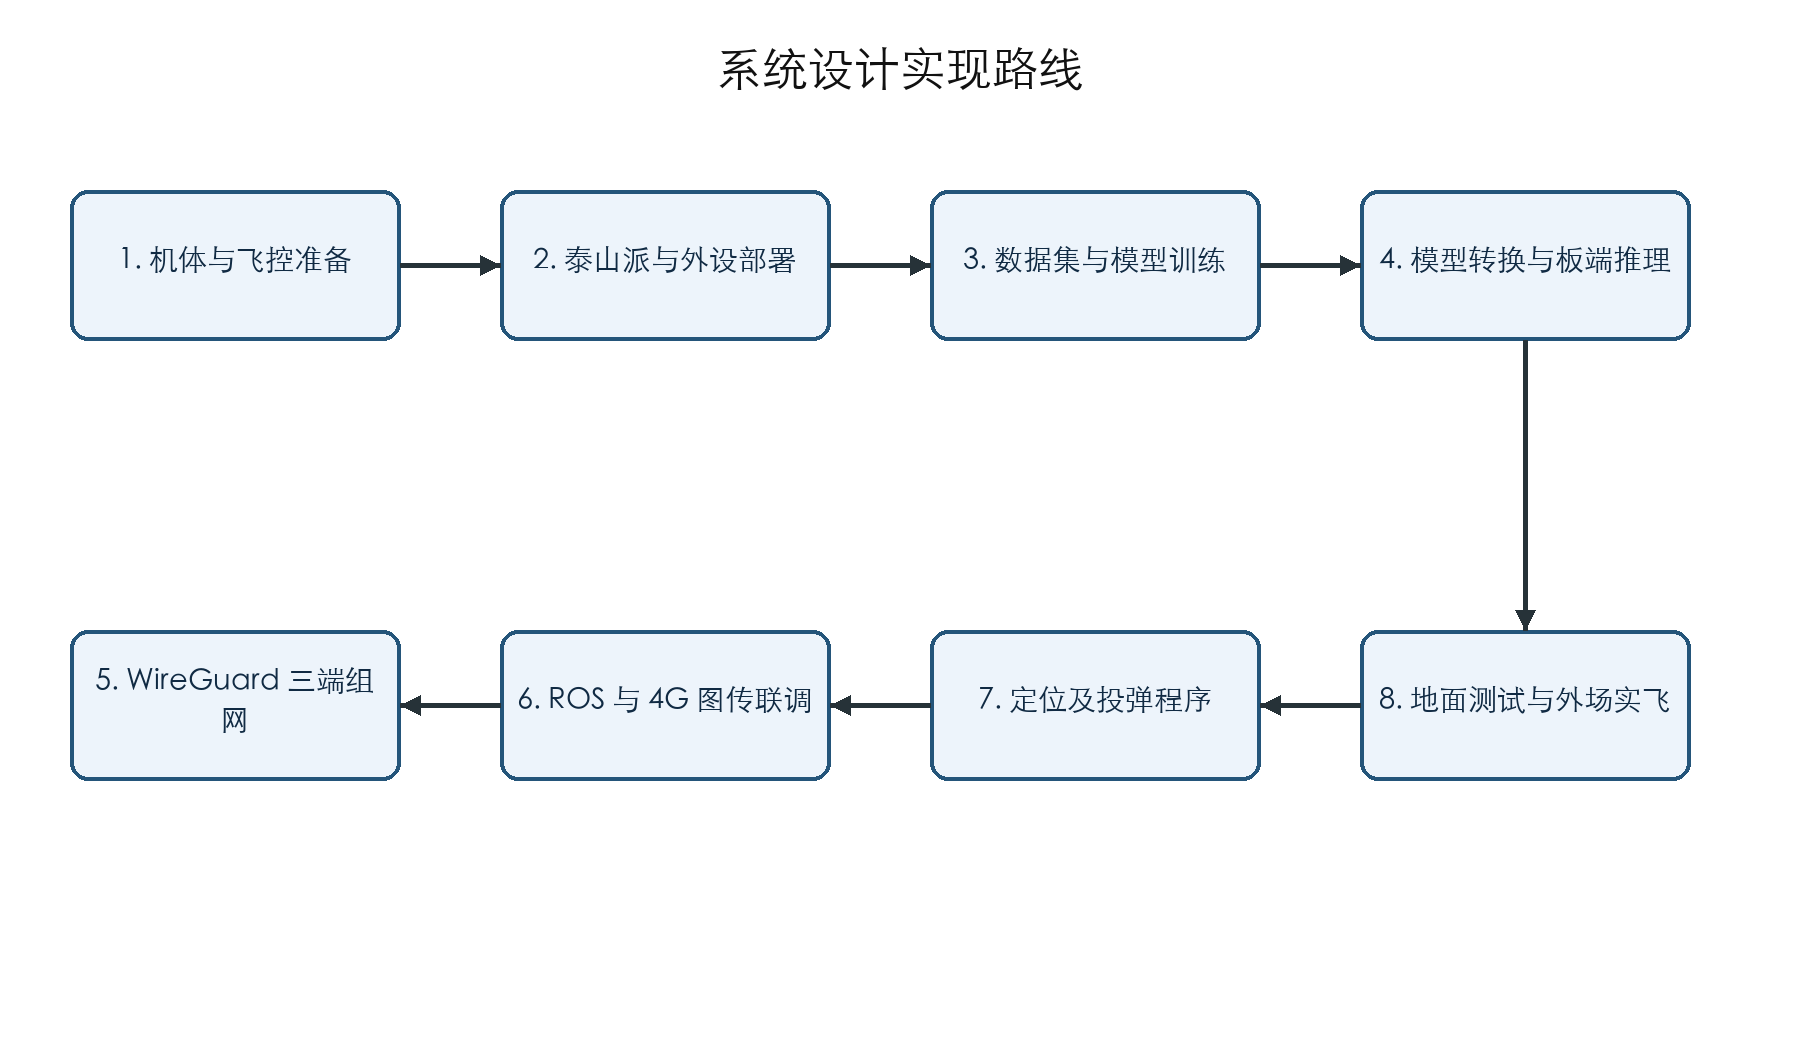 系统设计实现路线
1. 机体与飞控准备
2. 泰山派与外设部署
3. 数据集与模型训练
4. 模型转换与板端推理
5. WireGuard 三端组
网
6. ROS 与 4G 图传联调
7. 定位及投弹程序
8. 地面测试与外场实飞